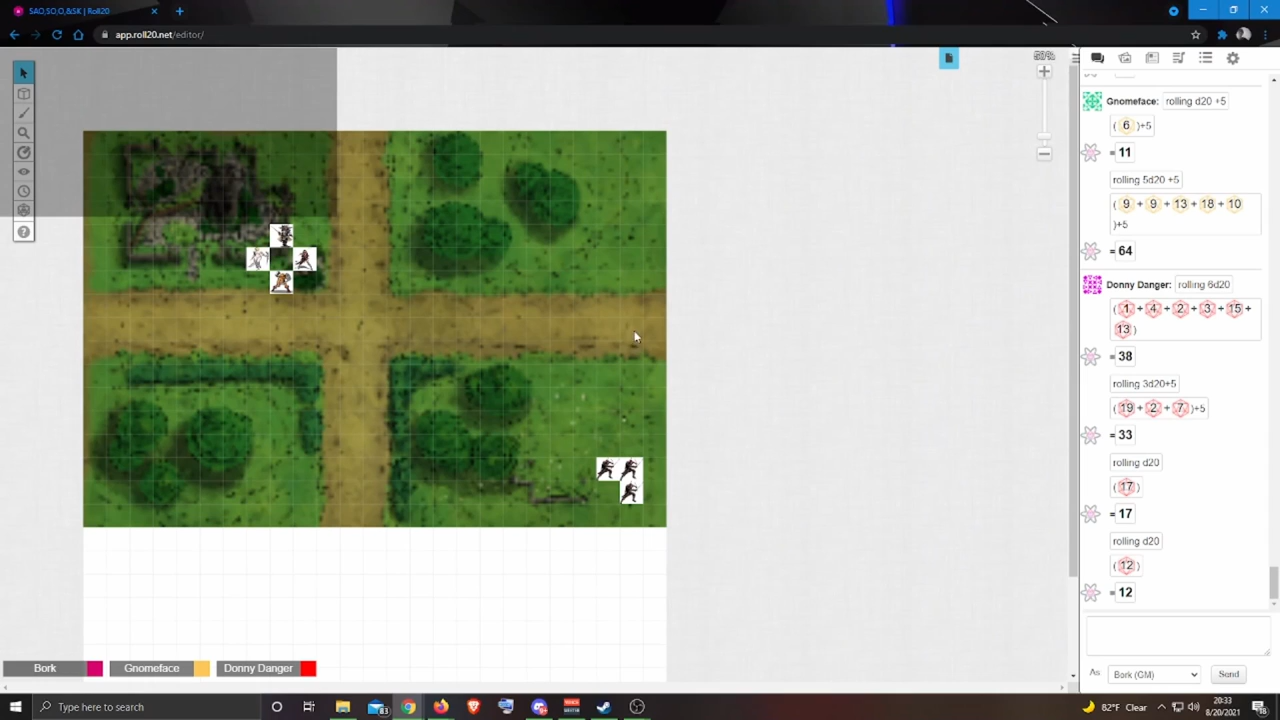 SAO,SO,O,&SK | Roll20
app.roll20.net/editor/
Gnomeface: rolling d20 +5
( 6 )+5
= 11
rolling 5d20 +5
( 9 + 9 + 13 + 18 + 10
)+5
= 64
Donny Danger: rolling 6d20
( 1 + 4 + 2 + 3 + 15 +
13 )
= 38
rolling 3d20+5
( 19 + 2 + 7 )+5
= 33
rolling d20
( 17 )
= 17
rolling d20
( 12 )
= 12
Bork
Gnomeface
Donny Danger
As Bork (GM) Send
Type here to search
82°F Clear
20:33
8/20/2021